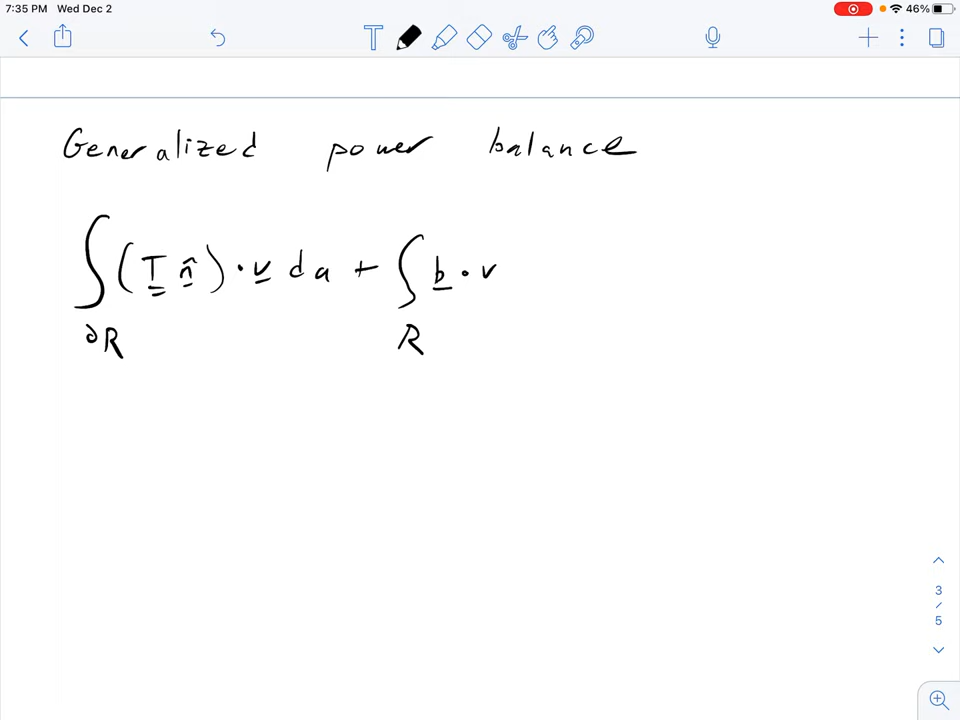 7:35 PM Wed Dec 2 46%
T
Generalized power balance
∫ (T n̂) · v da + ∫ b · v
∂R R
3
/
5